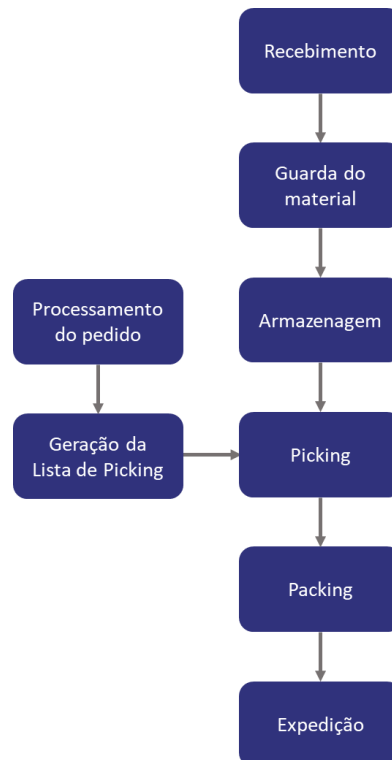 Recebimento
Guarda do
material
Processamento
do pedido
Armazenagem
Geração da
Lista de Picking
Picking
Packing
Expedição